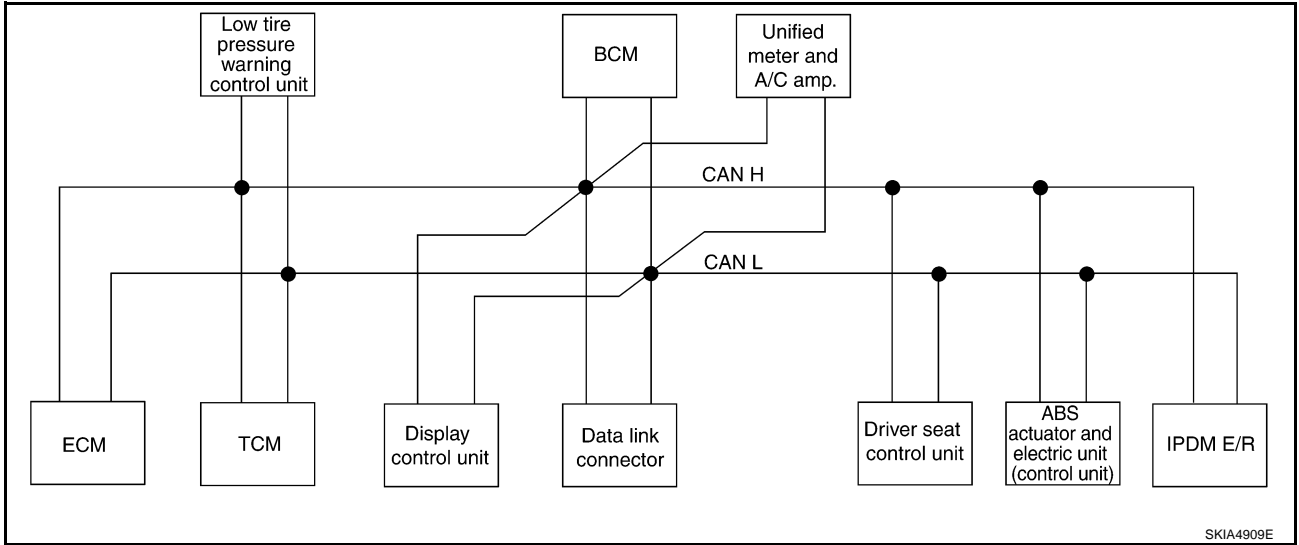 Low tire
pressure
warning
control unit
BCM
Unified
meter and
A/C amp.
CAN H
CAN L
ECM
TCM
Display
control unit
Data link
connector
Driver seat
control unit
ABS
actuator and
electric unit
(control unit)
IPDM E/R
SKIA4909E